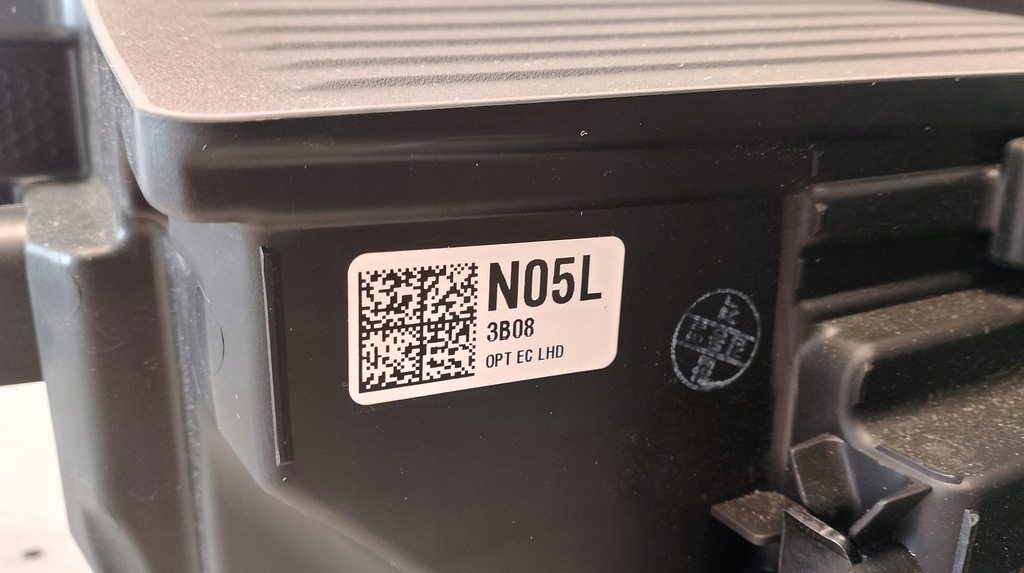 N05L
3B08
OPT EC LHD